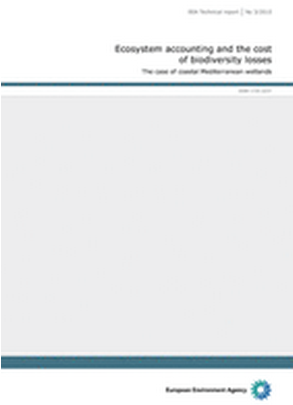 EEA Technical report No 3/2010
Ecosystem accounting and the cost
of biodiversity losses
The case of coastal Mediterranean wetlands
European Environment Agency